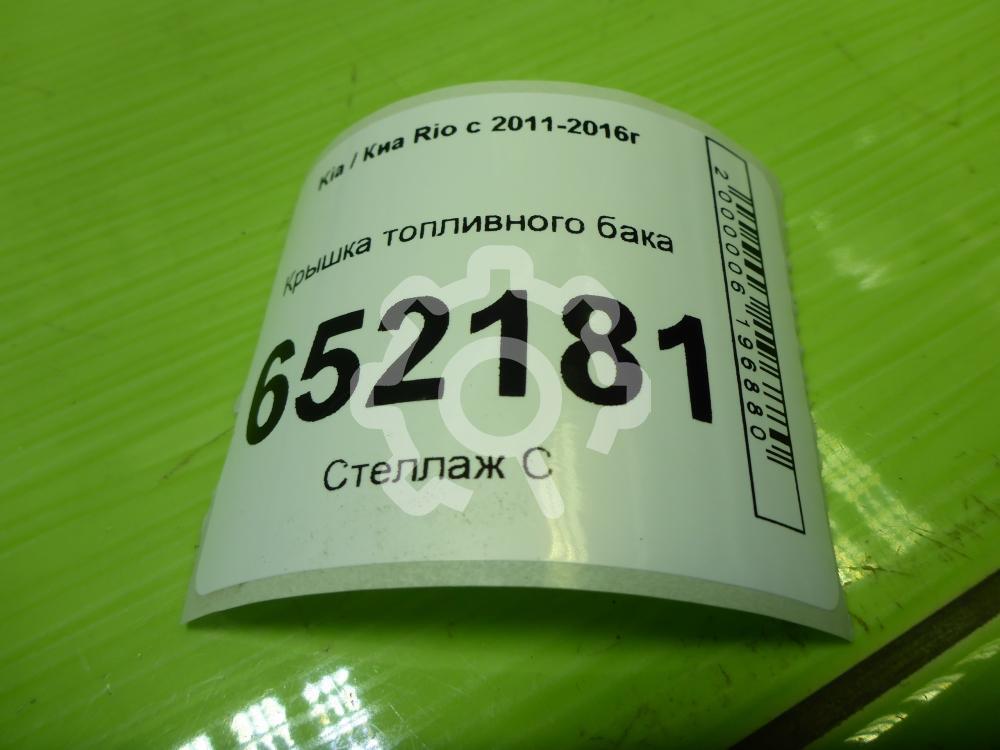 Kia / Киа Rio с 2011-2016г
Крышка топливного бака
652181
Стеллаж С
2000006196880